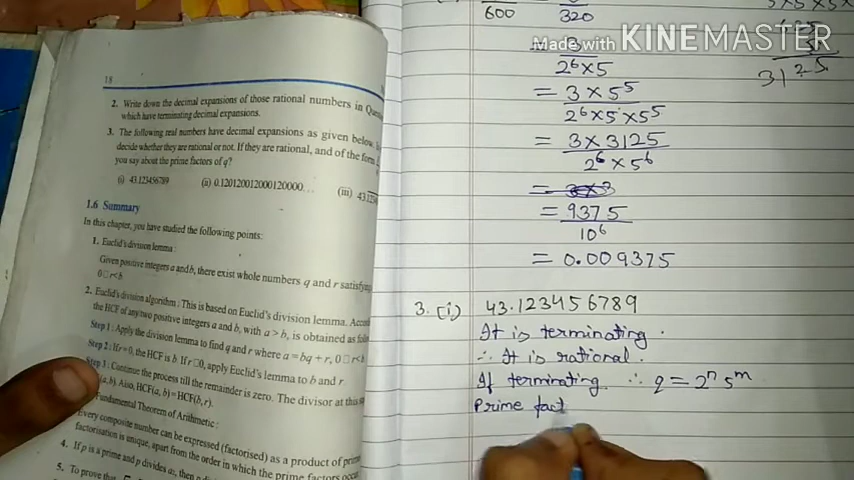 18
2. Write down the decimal expansions of those rational numbers in
which have terminating decimal expansions.
3. The following real numbers have decimal expansions as given below.
decide whether they are rational or not. If they are rational, and of the form
you say about the prime factors of q?
(i) 43.123456789 (ii) 0.120120012000120000... (iii)
1.6 Summary
In this chapter, you have studied the following points:
1. Euclid's division lemma :
Given positive integers a and b, there exist whole numbers q and r satisfying
0 □ r < b.
2. Euclid's division algorithm : This is based on Euclid's division lemma.
the HCF of any two positive integers a and b, with a > b, is obtained as
Step 1 : Apply the division lemma to find q and r where a = bq + r, 0 □ r < b
Step 2 : If r = 0, the HCF is b. If r □ 0, apply Euclid's lemma to b and r.
Step 3 : Continue the process till the remainder is zero. The divisor at this
(a, b). Also, HCF(a, b) = HCF(b, r).
Fundamental Theorem of Arithmetic :
Every composite number can be expressed (factorised) as a product of
factorisation is unique, apart from the order in which the prime factors
4. If p is a prime and p divides a², then
5. To prove that
Made with KINEMASTER
600 320
2⁶ × 5
= 3 × 5⁵
2⁶ × 5 × 5⁵
= 3 × 3125
2⁶ × 5⁶
= 9375
10⁶
= 0.009375
3125
3. (i) 43.123456789
It is terminating.
∴ It is rational.
If terminating ∴ q = 2ⁿ 5ᵐ
Prime fact